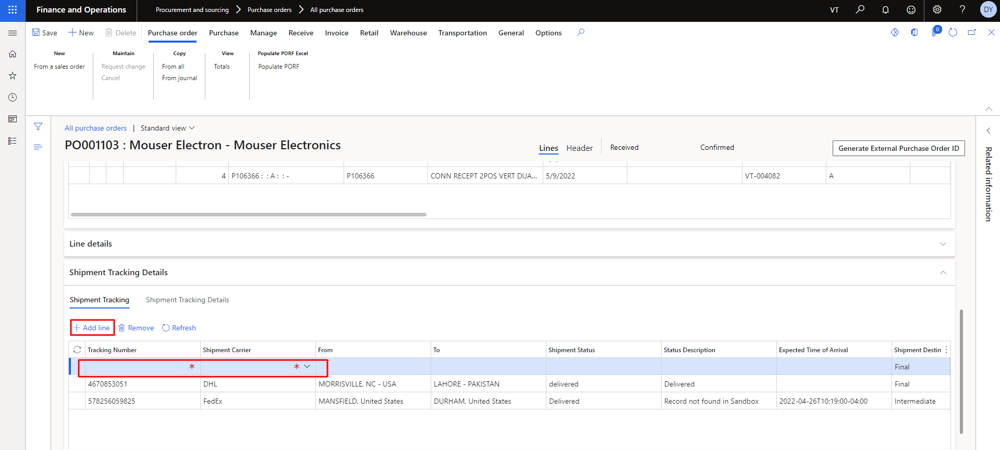 Finance and Operations
Procurement and sourcing > Purchase orders > All purchase orders
VT
? DY
Save + New Delete Purchase order Purchase Manage Receive Invoice Retail Warehouse Transportation General Options
0
New Maintain Copy View Populate PORF Excel
From a sales order Request change From all Totals Populate PORF
Cancel From journal
All purchase orders | Standard view
PO001103 : Mouser Electron - Mouser Electronics
Lines Header Received Confirmed Generate External Purchase Order ID
Related information
4 P106366 : : A : : - P106366 CONN RECEPT 2POS VERT DUA... 5/9/2022 VT-004082 A
Line details
Shipment Tracking Details
Shipment Tracking Shipment Tracking Details
+ Add line Remove Refresh
Tracking Number Shipment Carrier From To Shipment Status Status Description Expected Time of Arrival Shipment Destin
* * Final
4670853051 DHL MORRISVILLE, NC - USA LAHORE - PAKISTAN delivered Delivered Final
578256059825 FedEx MANSFIELD, United States DURHAM, United States Delivered Record not found in Sandbox 2022-04-26T10:19:00-04:00 Intermediate